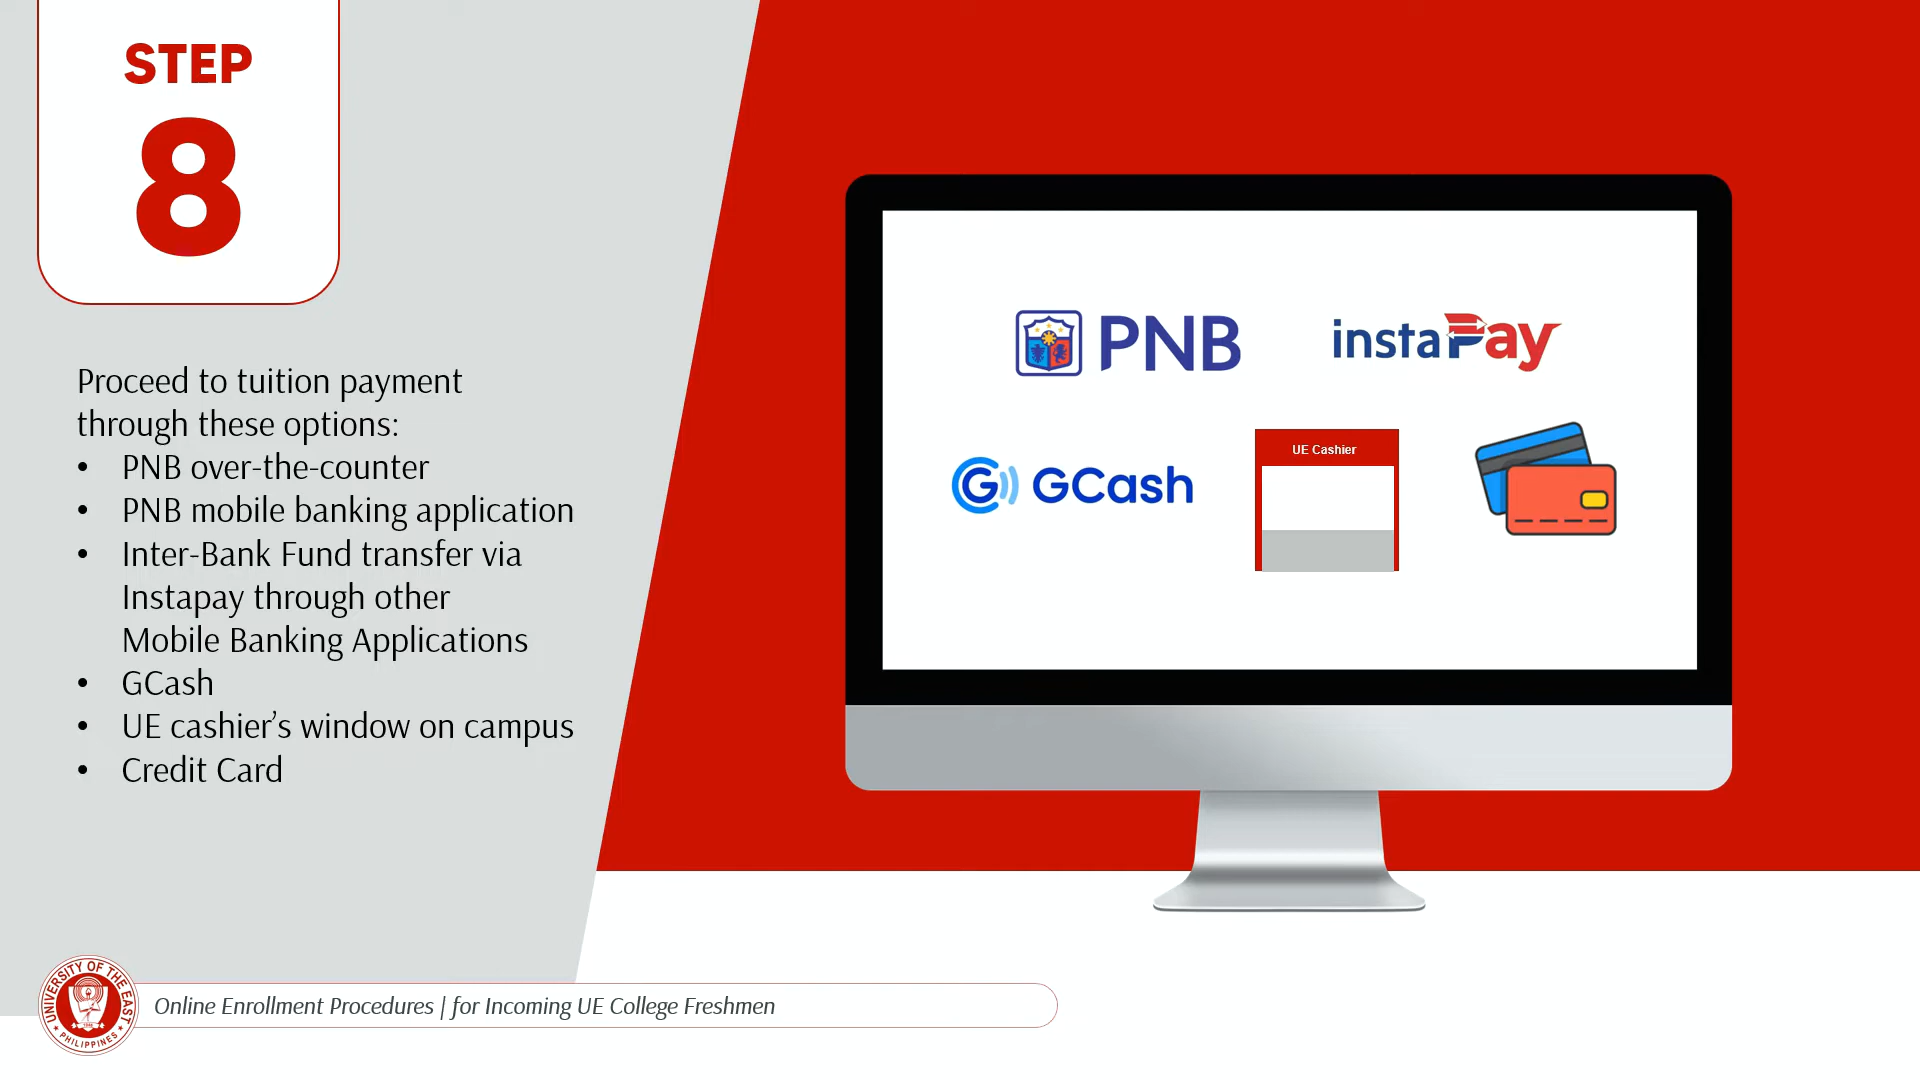 STEP
8
Proceed to tuition payment
through these options:
• PNB over-the-counter
• PNB mobile banking application
• Inter-Bank Fund transfer via
Instapay through other
Mobile Banking Applications
• GCash
• UE cashier’s window on campus
• Credit Card
PNB
instaPay
GCash
UE Cashier
UNIVERSITY OF THE EAST
PHILIPPINES
Online Enrollment Procedures | for Incoming UE College Freshmen